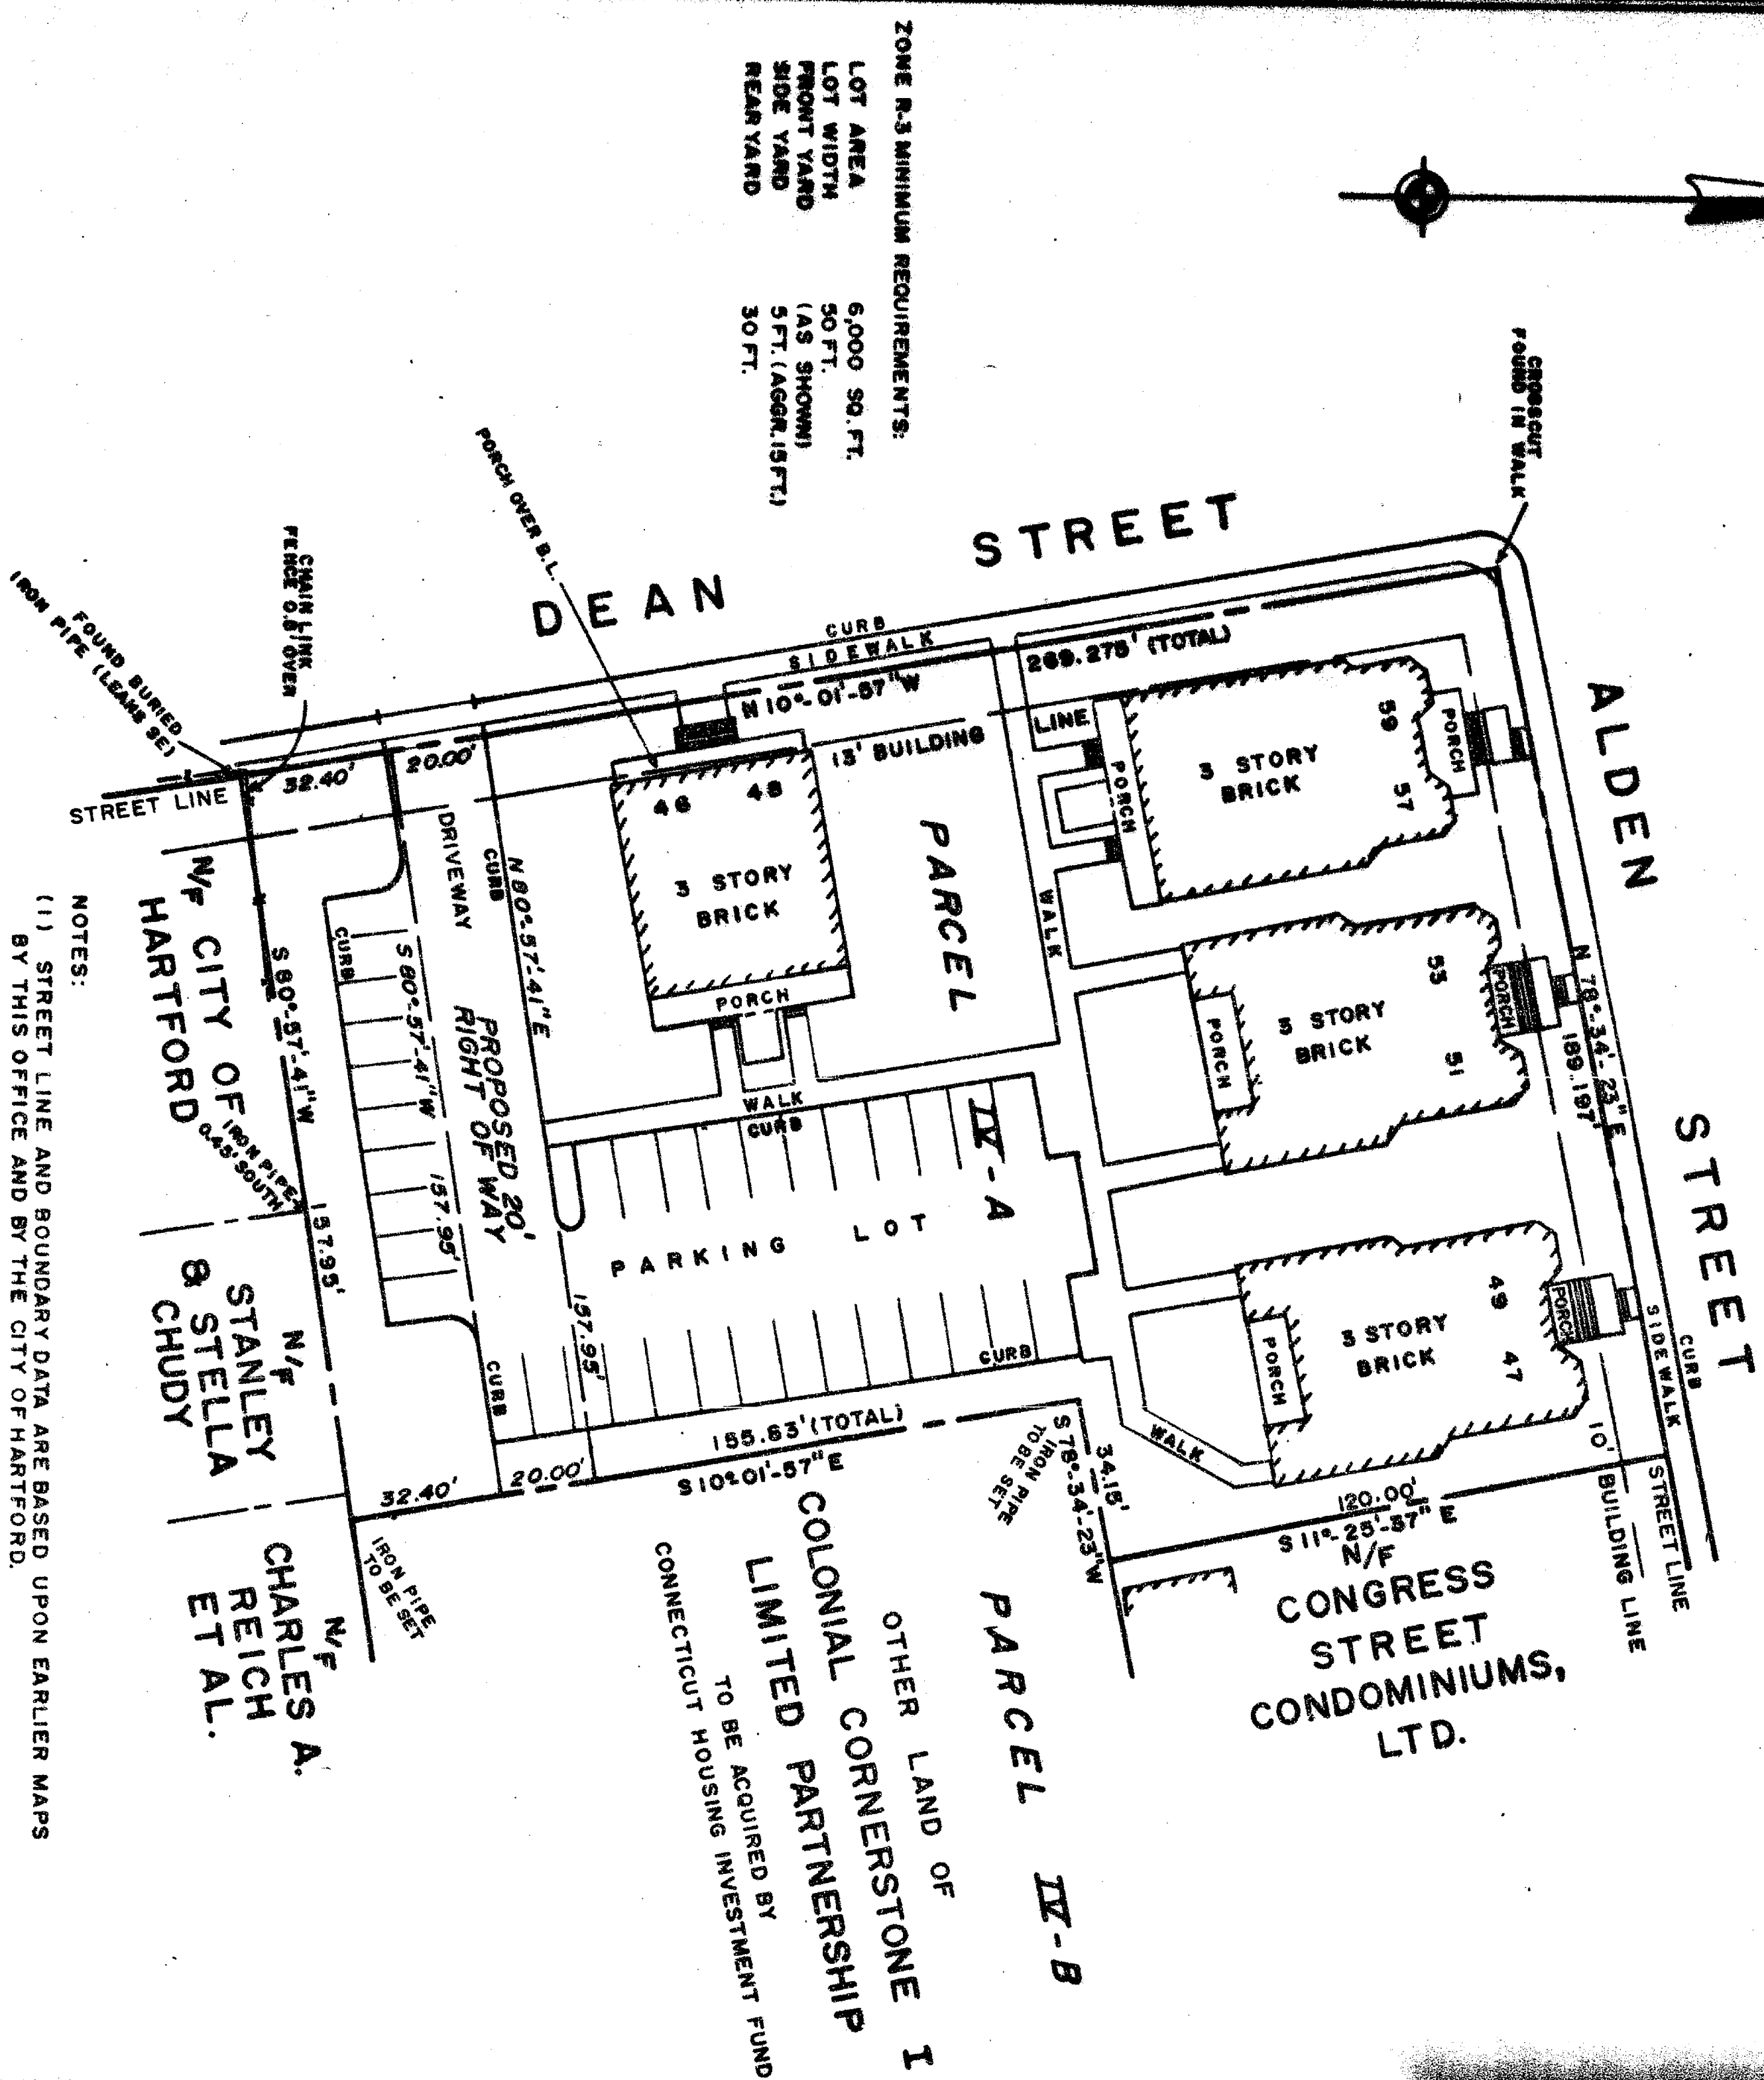 ZONE R-3 MINIMUM REQUIREMENTS:
LOT AREA 6,000 SQ. FT.
LOT WIDTH 50 FT.
FRONT YARD (AS SHOWN)
SIDE YARD 5 FT. (AGGR. 15 FT.)
REAR YARD 30 FT.
CROSSCUT
FOUND IN WALK
ALDEN STREET
CURB
SIDEWALK
STREET LINE
BUILDING LINE
10'
N 78°-34'-23" E
189.197'
DEAN STREET
CURB
SIDEWALK
N 10°-01'-57" W
269.275' (TOTAL)
13' BUILDING LINE
PORCH OVER B.L.
CHAIN LINK
FENCE 0.8' OVER
FOUND BURIED
IRON PIPE (LEANS SE)
STREET LINE
32.40'
20.00'
PORCH
59 57
3 STORY
BRICK
PORCH
PORCH
53 51
3 STORY
BRICK
PORCH
PORCH
49 47
3 STORY
BRICK
PORCH
WALK
WALK
46 48
3 STORY
BRICK
PORCH
WALK
CURB
PARCEL IV-A
PARKING LOT
CURB
DRIVEWAY
CURB
N 80°-57'-41" E
157.95'
PROPOSED 20'
RIGHT OF WAY
S 80°-57'-41" W 157.95'
CURB
CURB
S 80°-57'-41" W 157.95'
IRON PIPE
0.45' SOUTH
155.63' (TOTAL)
S 10°-01'-57" E
20.00'
32.40'
IRON PIPE
TO BE SET
34.15'
S 78°-34'-23" W
IRON PIPE
TO BE SET
120.00'
S 11°-25'-37" E
N/F
CONGRESS
STREET
CONDOMINIUMS,
LTD.
PARCEL IV-B
OTHER LAND OF
COLONIAL CORNERSTONE I
LIMITED PARTNERSHIP
TO BE ACQUIRED BY
CONNECTICUT HOUSING INVESTMENT FUND
N/F CITY OF
HARTFORD
N/F
STANLEY
& STELLA
CHUDY
N/F
CHARLES A.
REICH
ET AL.
NOTES:
(1) STREET LINE AND BOUNDARY DATA ARE BASED UPON EARLIER MAPS
BY THIS OFFICE AND BY THE CITY OF HARTFORD.